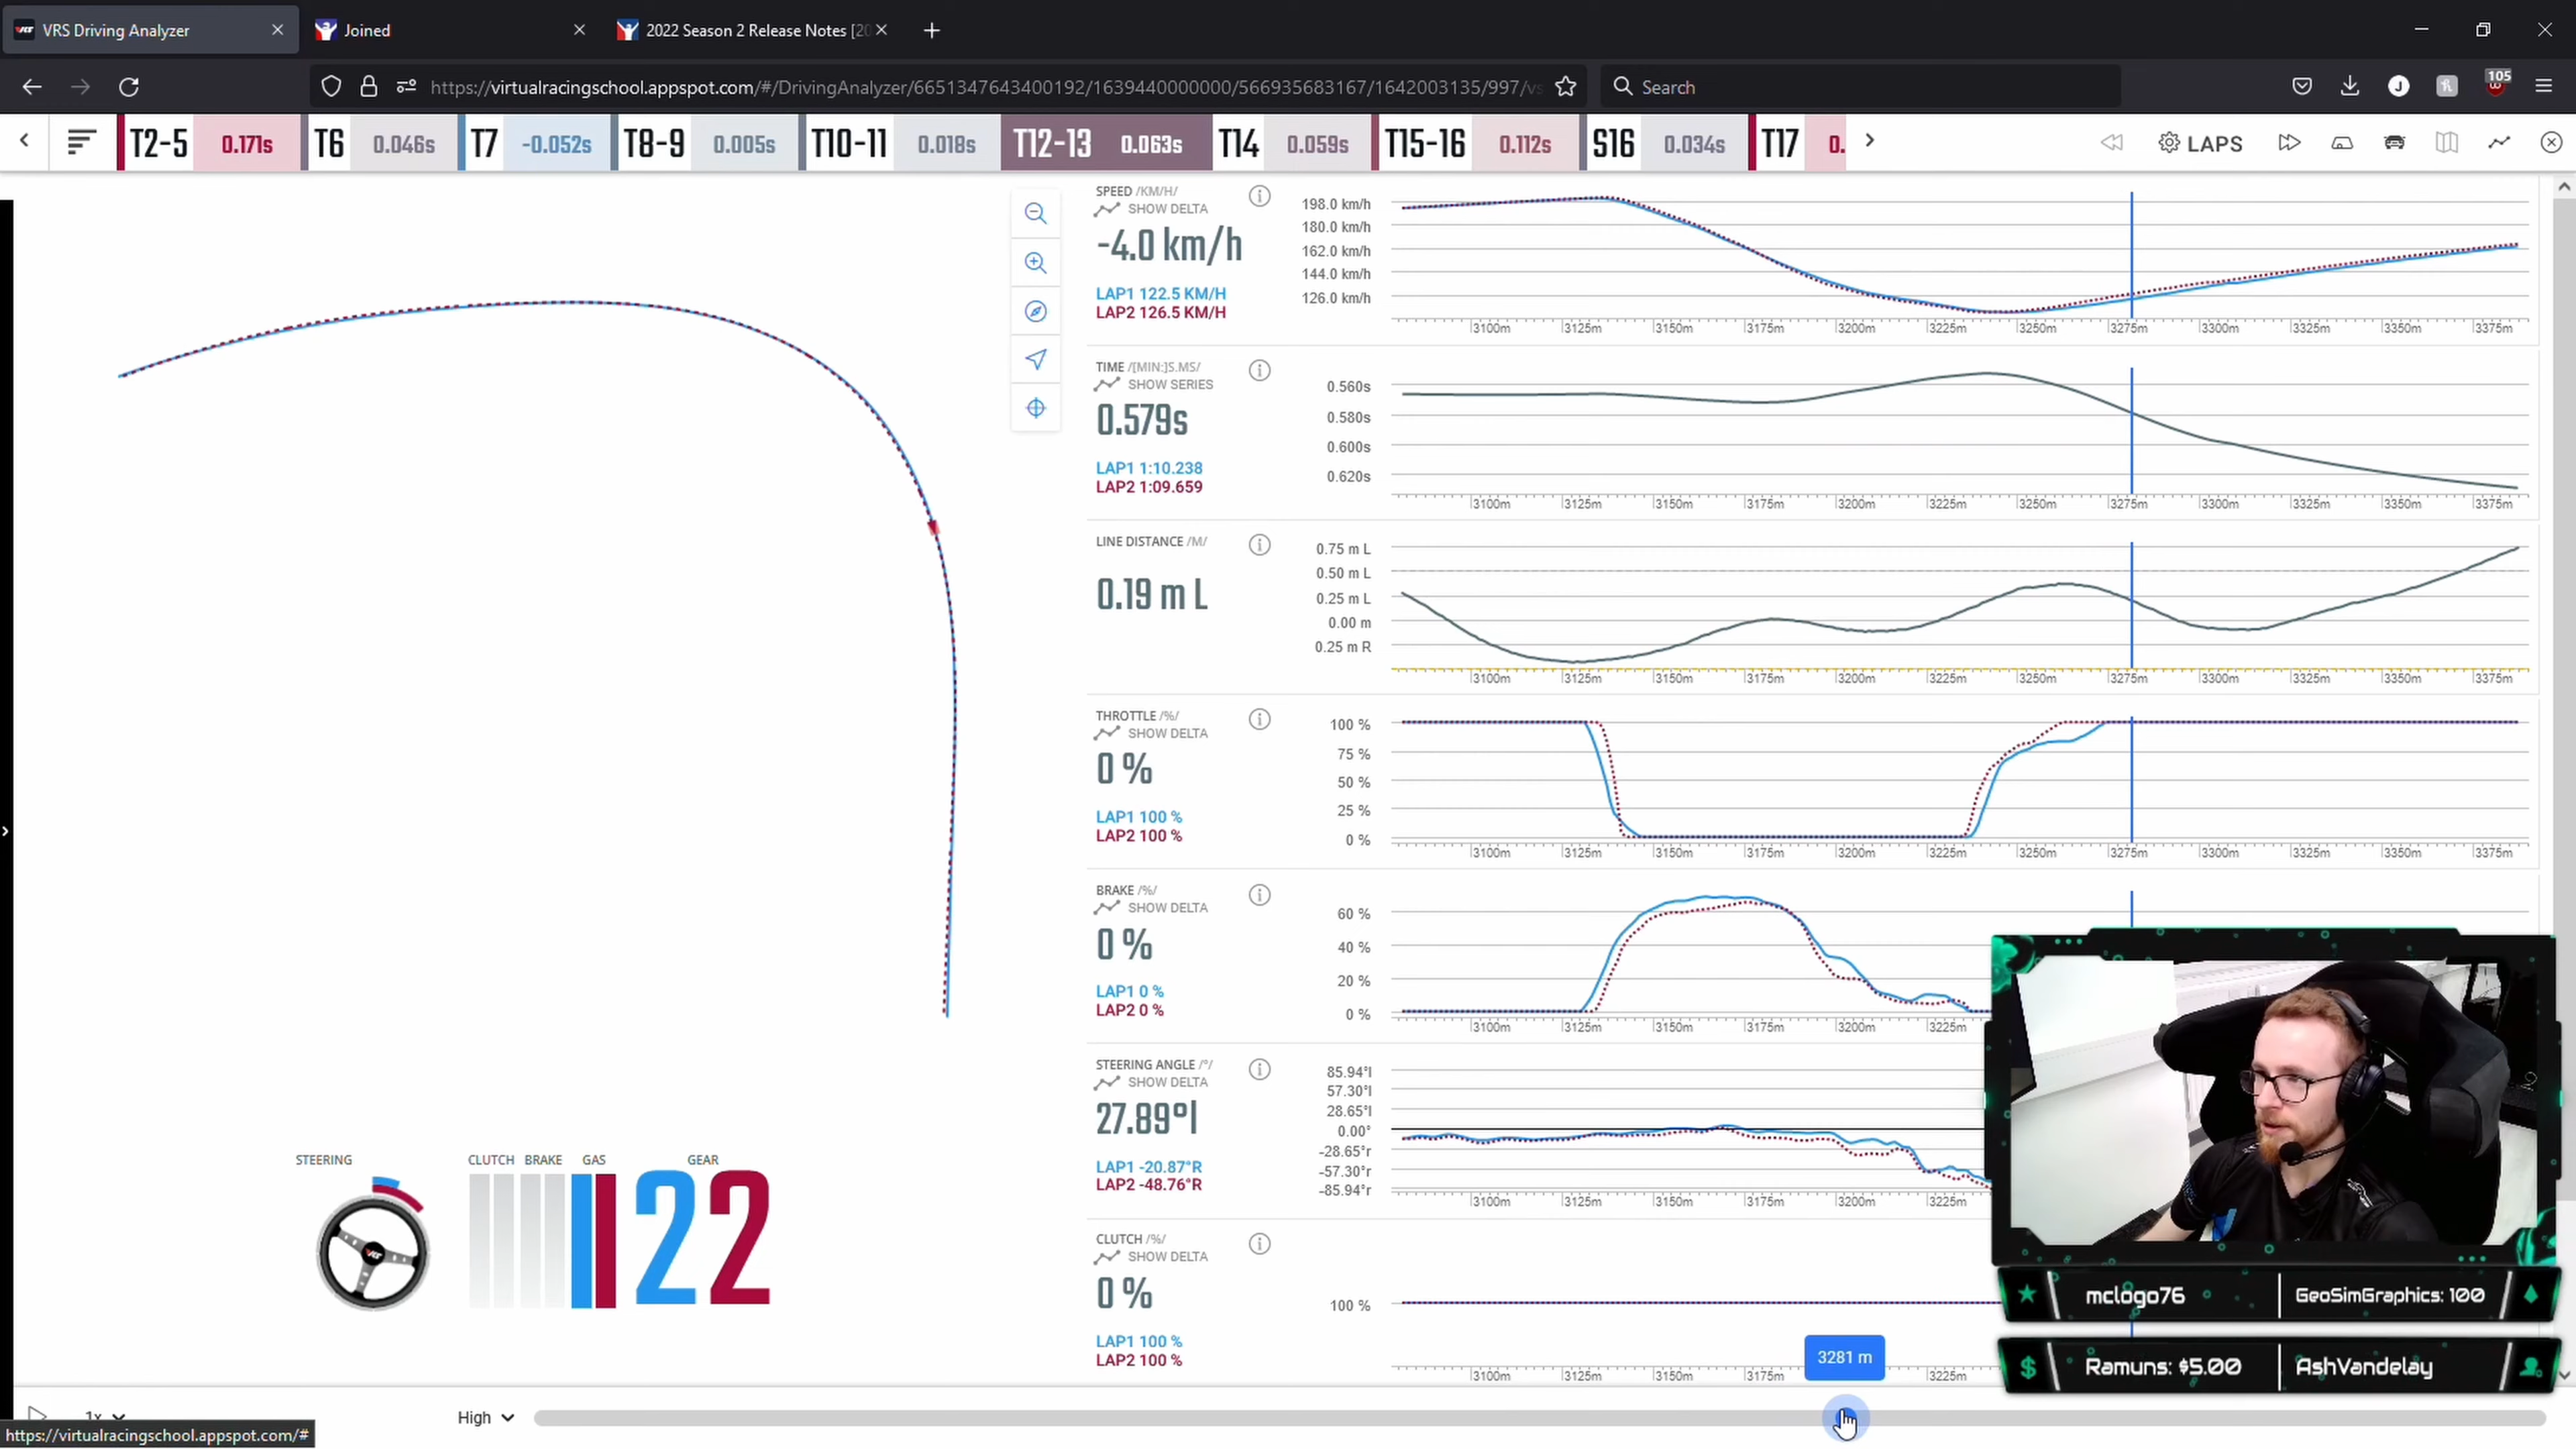 VRS Driving Analyzer
Joined
2022 Season 2 Release Notes [20
https://virtualracingschool.appspot.com/#/DrivingAnalyzer/6651347643400192/1639440000000/566935683167/1642003135/997/vs
Search
105
T2-5 0.171s T6 0.046s T7 -0.052s T8-9 0.005s T10-11 0.018s T12-13 0.063s T14 0.059s T15-16 0.112s S16 0.034s T17 0.
LAPS
SPEED /KM/H/
SHOW DELTA
-4.0 km/h
LAP1 122.5 KM/H
LAP2 126.5 KM/H
198.0 km/h
180.0 km/h
162.0 km/h
144.0 km/h
126.0 km/h
3100m 3125m 3150m 3175m 3200m 3225m 3250m 3275m 3300m 3325m 3350m 3375m
TIME /[MIN:]S.MS/
SHOW SERIES
0.579s
LAP1 1:10.238
LAP2 1:09.659
0.560s
0.580s
0.600s
0.620s
3100m 3125m 3150m 3175m 3200m 3225m 3250m 3275m 3300m 3325m 3350m 3375m
LINE DISTANCE /M/
0.19 m L
0.75 m L
0.50 m L
0.25 m L
0.00 m
0.25 m R
3100m 3125m 3150m 3175m 3200m 3225m 3250m 3275m 3300m 3325m 3350m 3375m
THROTTLE /%/
SHOW DELTA
0 %
LAP1 100 %
LAP2 100 %
100 %
75 %
50 %
25 %
0 %
3100m 3125m 3150m 3175m 3200m 3225m 3250m 3275m 3300m 3325m 3350m 3375m
BRAKE /%/
SHOW DELTA
0 %
LAP1 0 %
LAP2 0 %
60 %
40 %
20 %
0 %
3100m 3125m 3150m 3175m 3200m 3225m
STEERING ANGLE /°/
SHOW DELTA
27.89°l
LAP1 -20.87°R
LAP2 -48.76°R
85.94°l
57.30°l
28.65°l
0.00°
-28.65°r
-57.30°r
-85.94°r
3100m 3125m 3150m 3175m 3200m 3225m
CLUTCH /%/
SHOW DELTA
0 %
LAP1 100 %
LAP2 100 %
100 %
3100m 3125m 3150m 3175m 3200m 3225m
STEERING CLUTCH BRAKE GAS GEAR
2 2
3281 m
mclogo76 GeoSimGraphics: 100
Ramuns: $5.00 AshVandelay
1x High
https://virtualracingschool.appspot.com/#